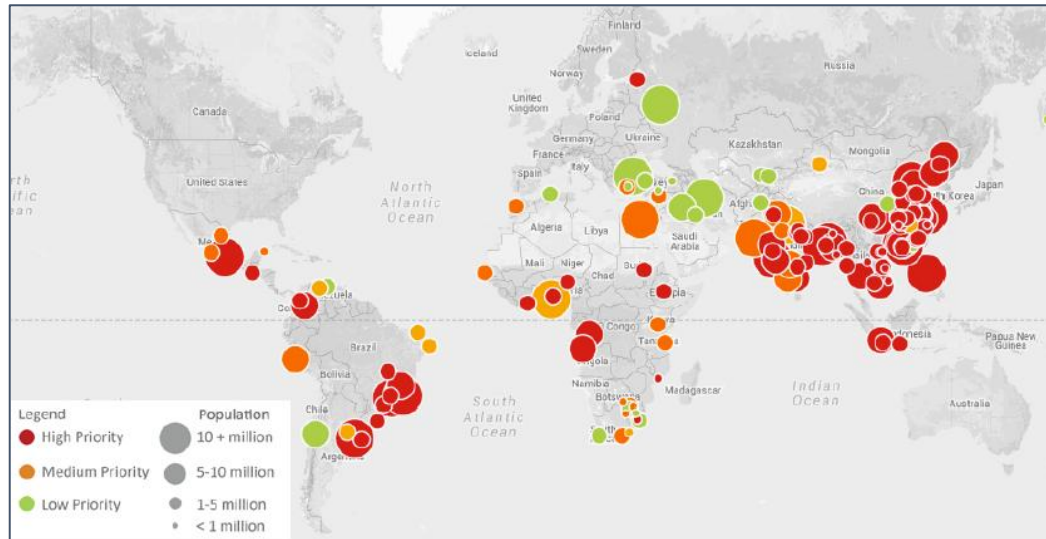 Finland
Iceland
Sweden
Norway
Russia
Canada
United
Kingdom
Poland
Germany
Ukraine
Kazakhstan
Mongolia
France
Italy
Spain
United States
North
Atlantic
Ocean
China
Japan
Algeria
Libya
Saudi
Arabia
Mali
Niger
Chad
Congo
Brazil
Bolivia
Namibia
Botswana
Madagascar
Papua New
Guinea
Indian
Ocean
Chile
South
Atlantic
Ocean
Australia
Legend
Population
High Priority
10 + million
Medium Priority
5-10 million
Low Priority
1-5 million
< 1 million